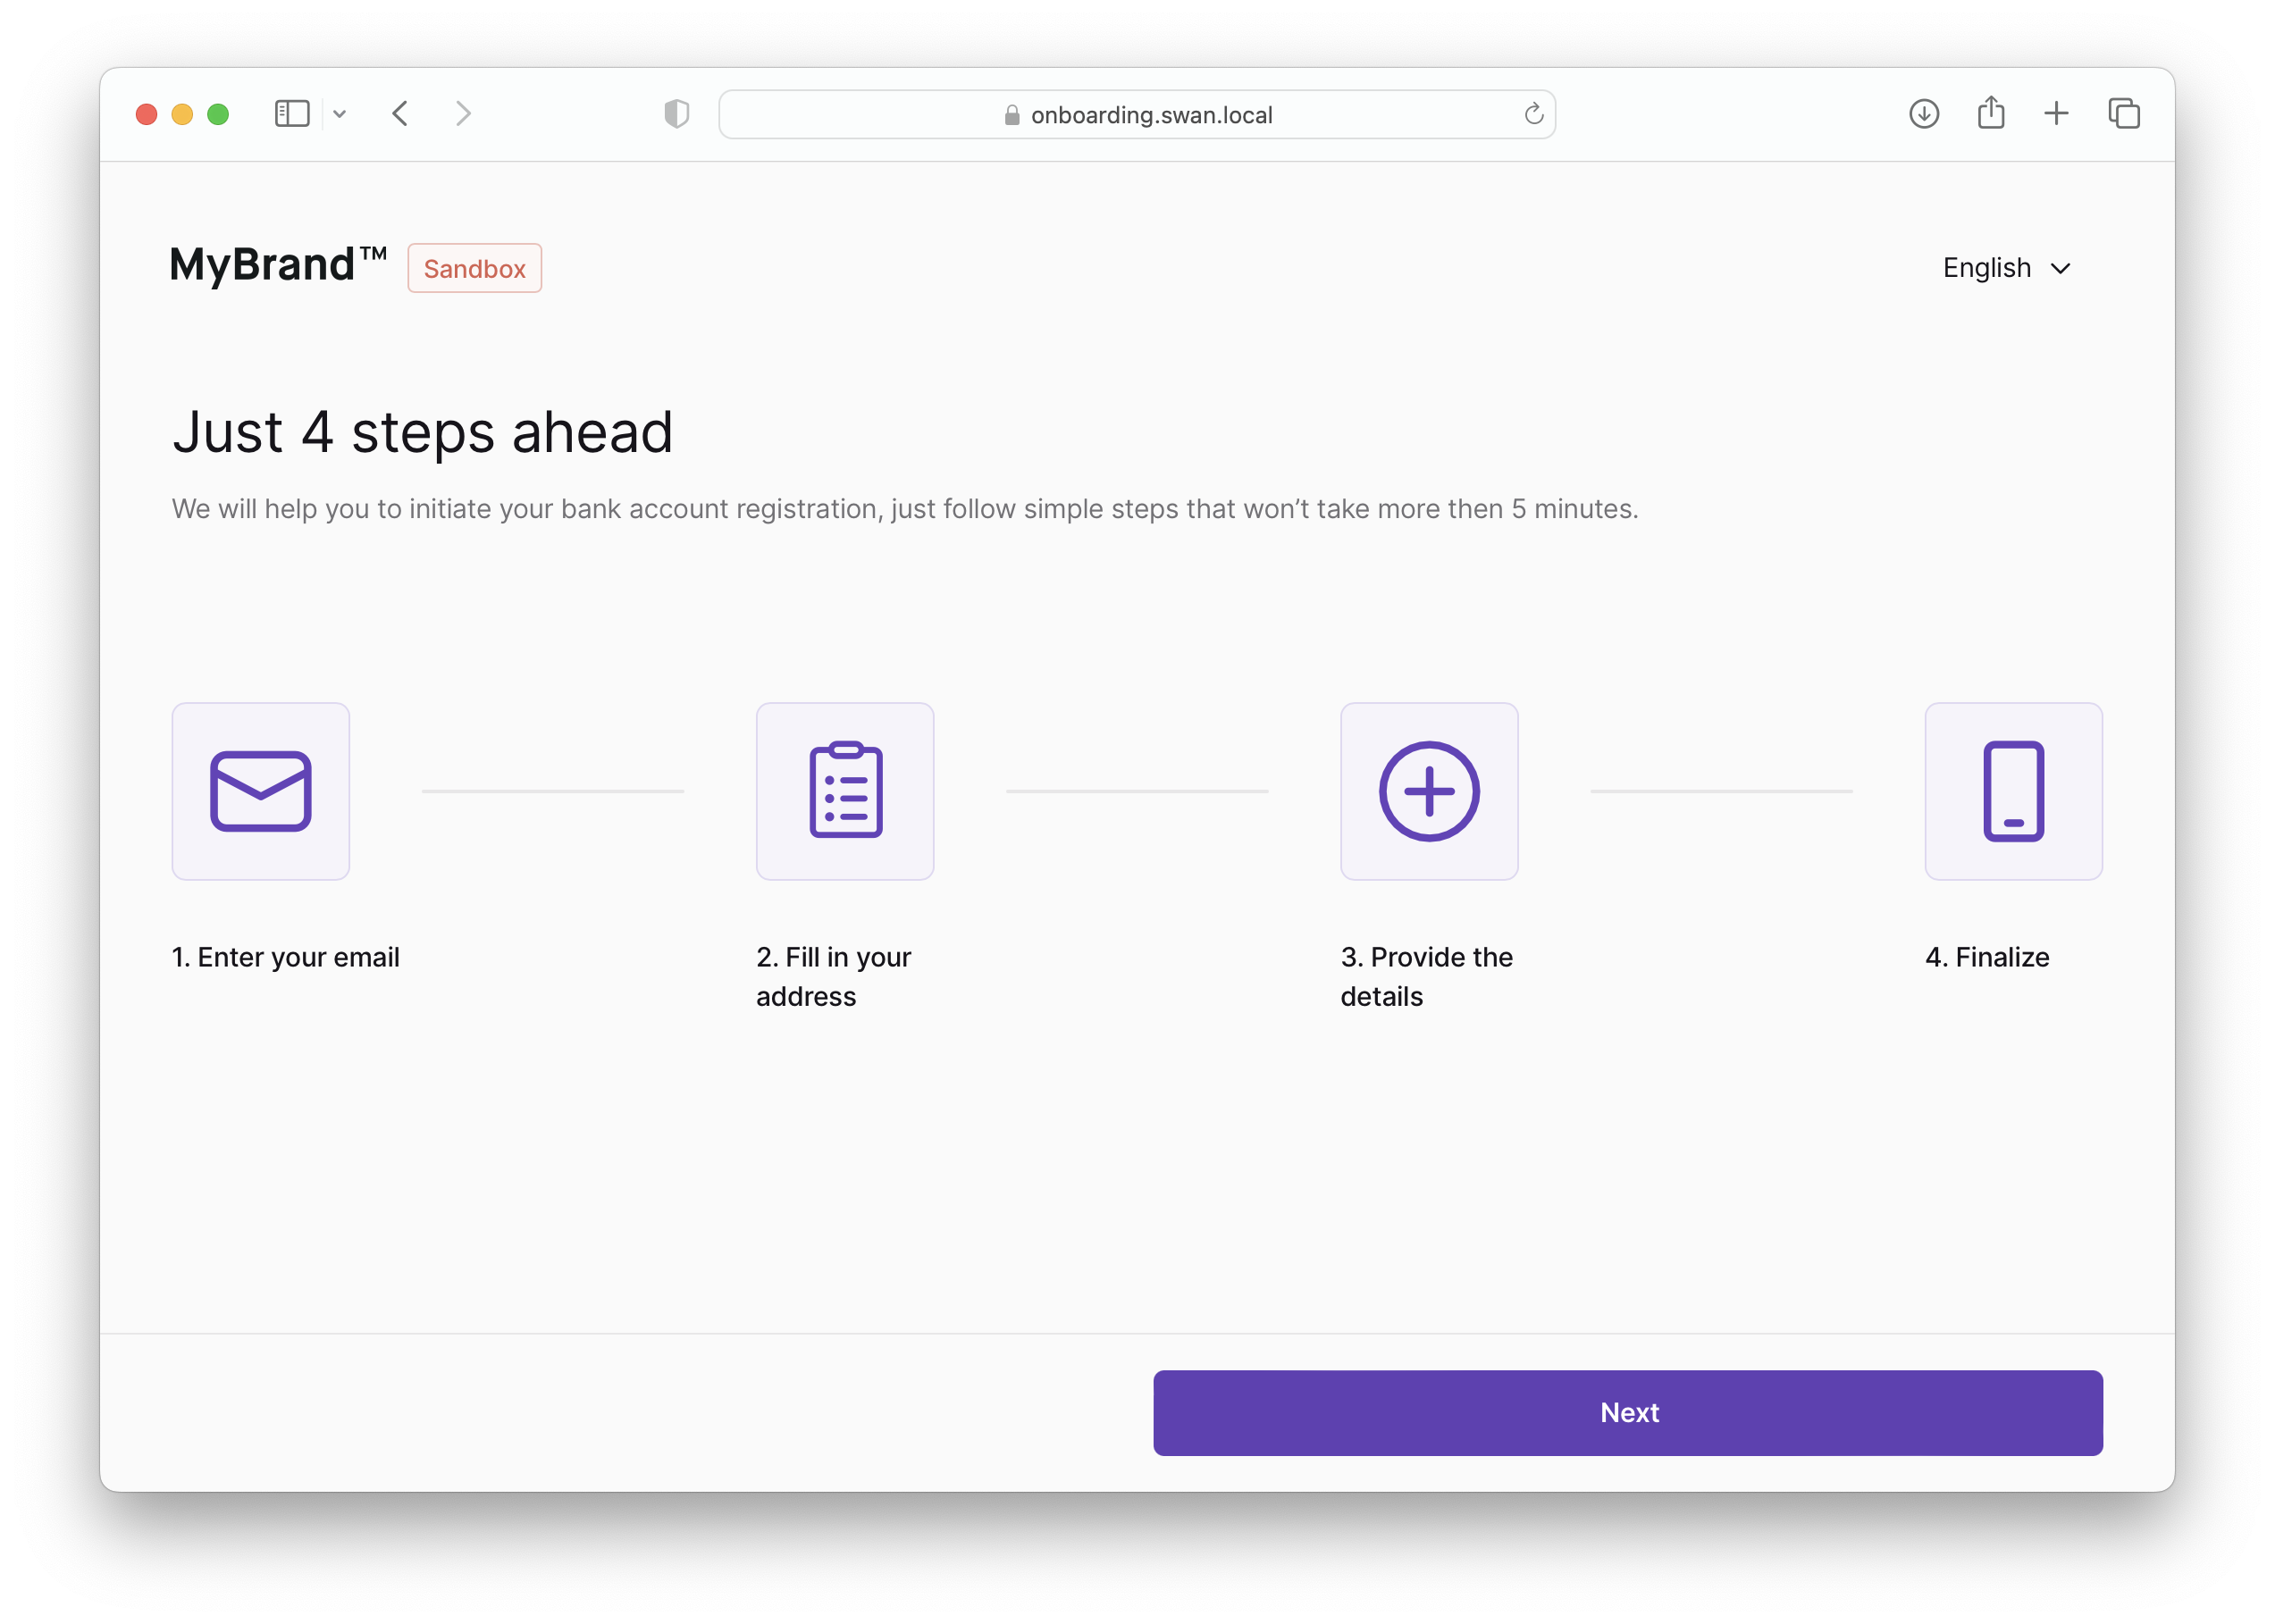 onboarding.swan.local
MyBrand™ Sandbox
English
Just 4 steps ahead
We will help you to initiate your bank account registration, just follow simple steps that won’t take more then 5 minutes.
1. Enter your email
2. Fill in your
address
3. Provide the
details
4. Finalize
Next